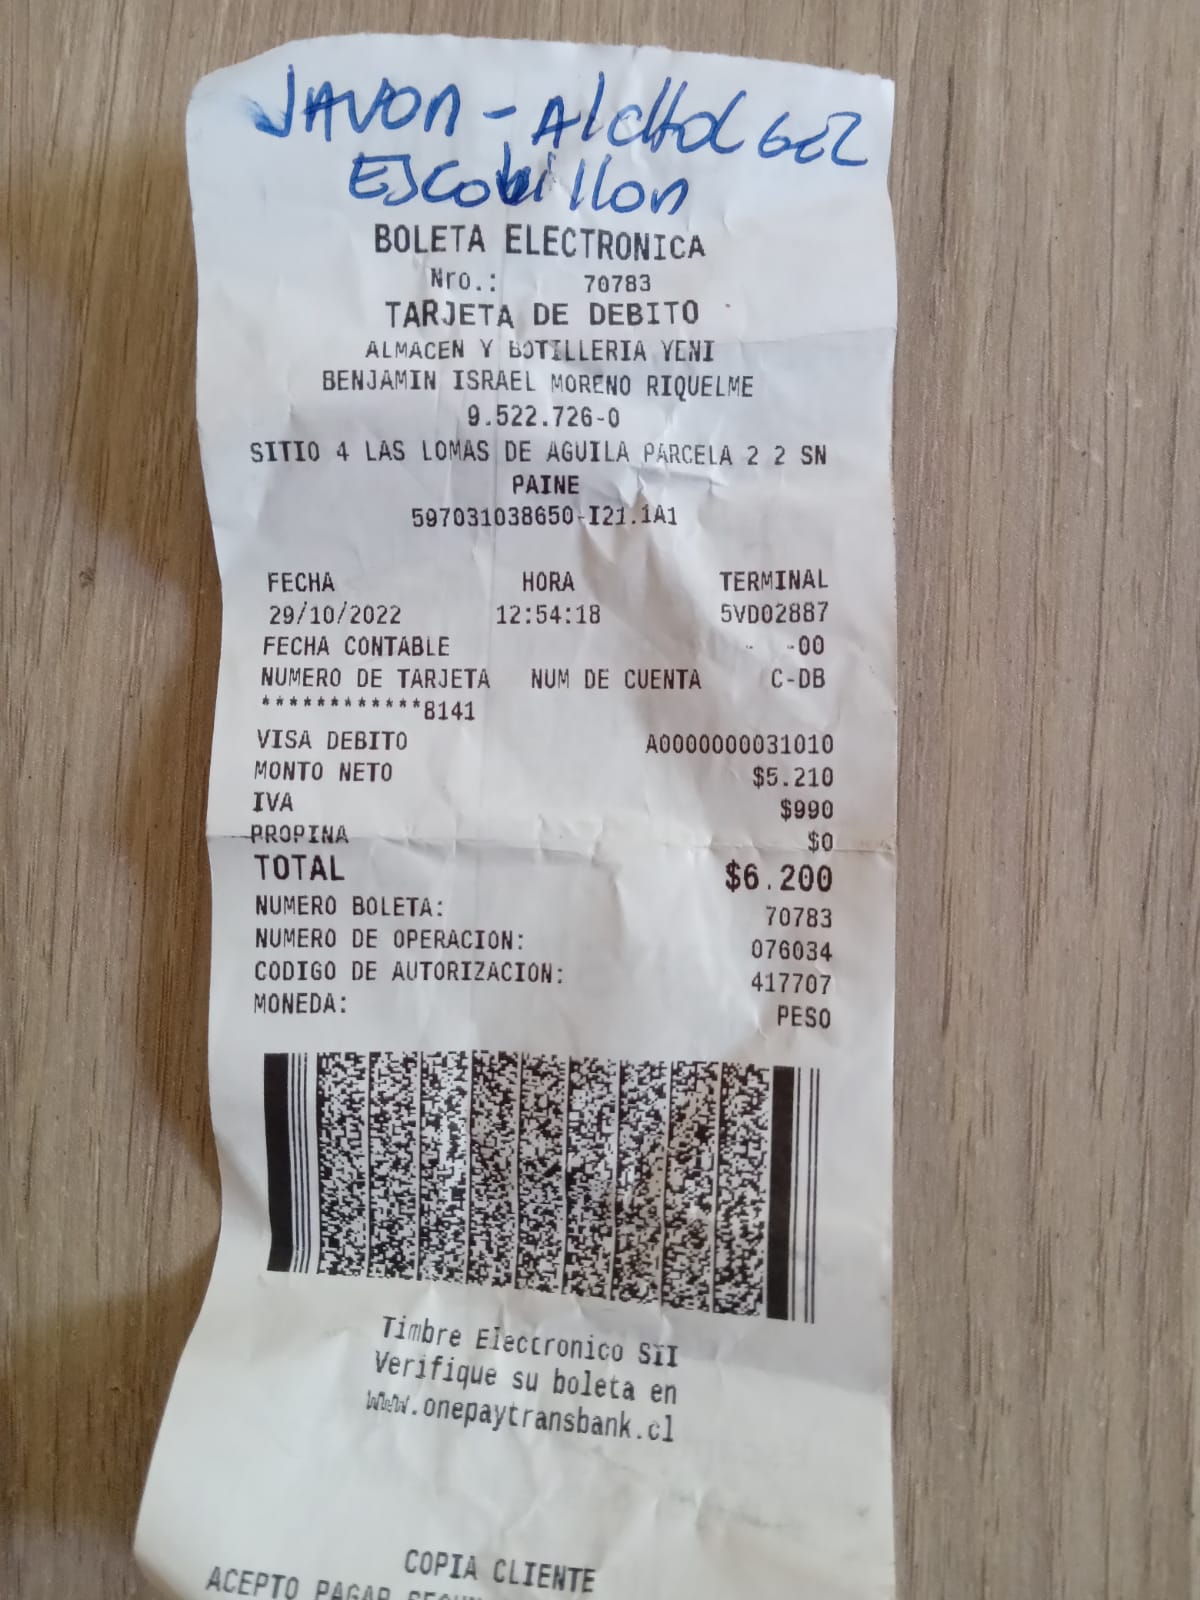 JAVON - AlcHol GEL
EScobillon
BOLETA ELECTRONICA
Nro.: 70783
TARJETA DE DEBITO
ALMACEN Y BOTILLERIA YENI
BENJAMIN ISRAEL MORENO RIQUELME
9.522.726-0
SITIO 4 LAS LOMAS DE AGUILA PARCELA 2 2 SN
PAINE
597031038650-I21.1A1
FECHA HORA TERMINAL
29/10/2022 12:54:18 5VD02887
FECHA CONTABLE - -00
NUMERO DE TARJETA NUM DE CUENTA C-DB
************8141
VISA DEBITO A0000000031010
MONTO NETO $5.210
IVA $990
PROPINA $0
TOTAL $6.200
NUMERO BOLETA: 70783
NUMERO DE OPERACION: 076034
CODIGO DE AUTORIZACION: 417707
MONEDA: PESO
Timbre Electronico SII
Verifique su boleta en
www.onepaytransbank.cl
COPIA CLIENTE
ACEPTO PAGAR